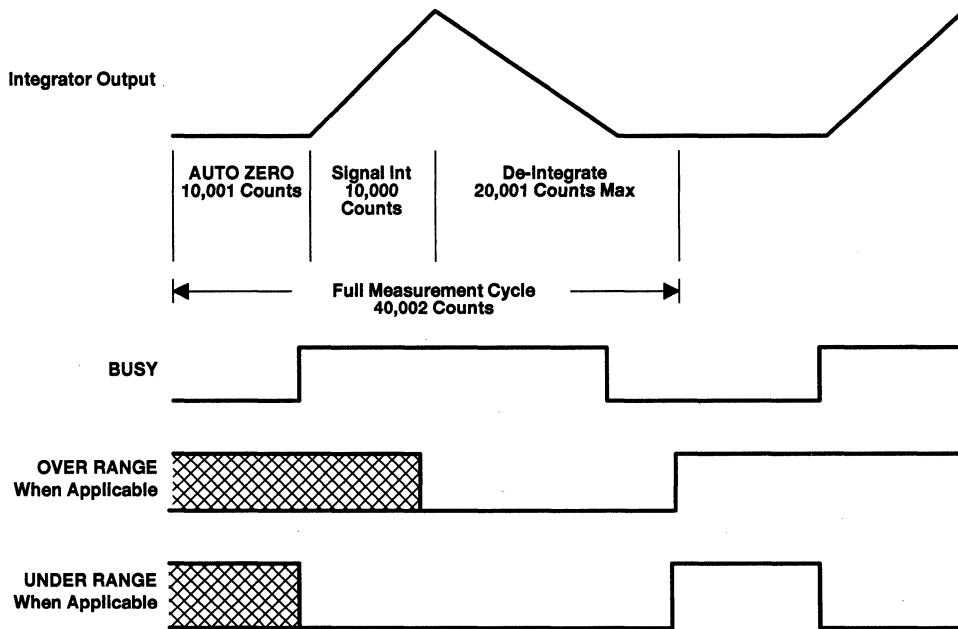 Integrator Output
AUTO ZERO
10,001 Counts
Signal Int
10,000
Counts
De-Integrate
20,001 Counts Max
Full Measurement Cycle
40,002 Counts
BUSY
OVER RANGE
When Applicable
UNDER RANGE
When Applicable